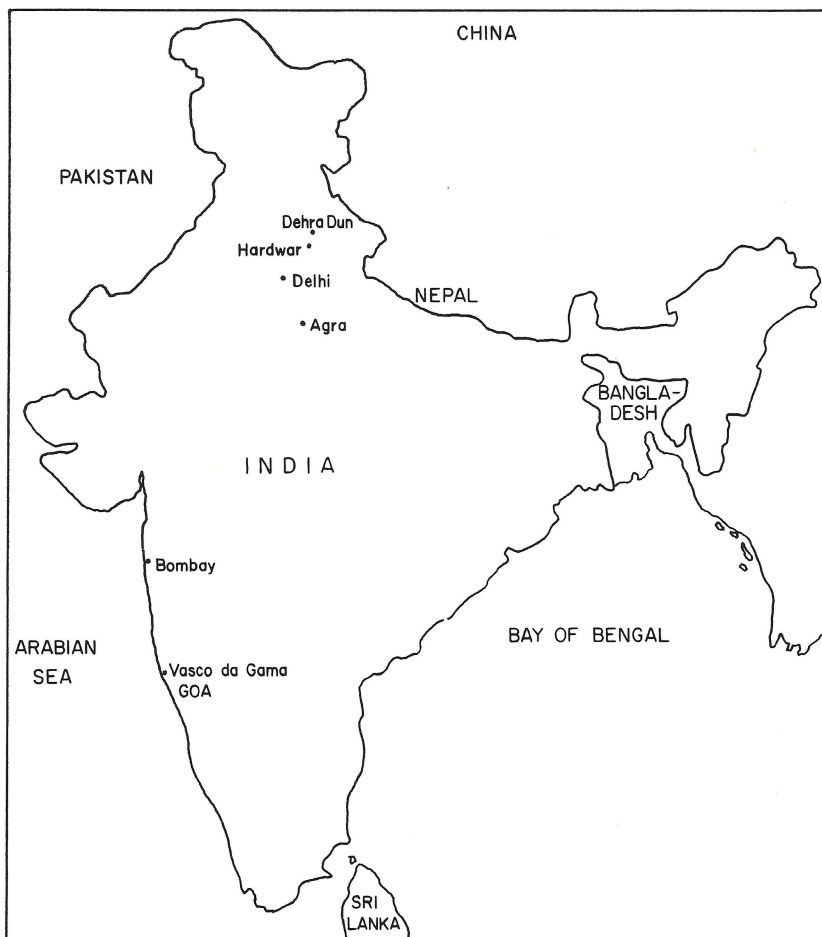 CHINA
PAKISTAN
Dehra Dun
Hardwar
Delhi
NEPAL
Agra
BANGLA-
DESH
INDIA
Bombay
BAY OF BENGAL
ARABIAN
SEA
Vasco da Gama
GOA
SRI
LANKA